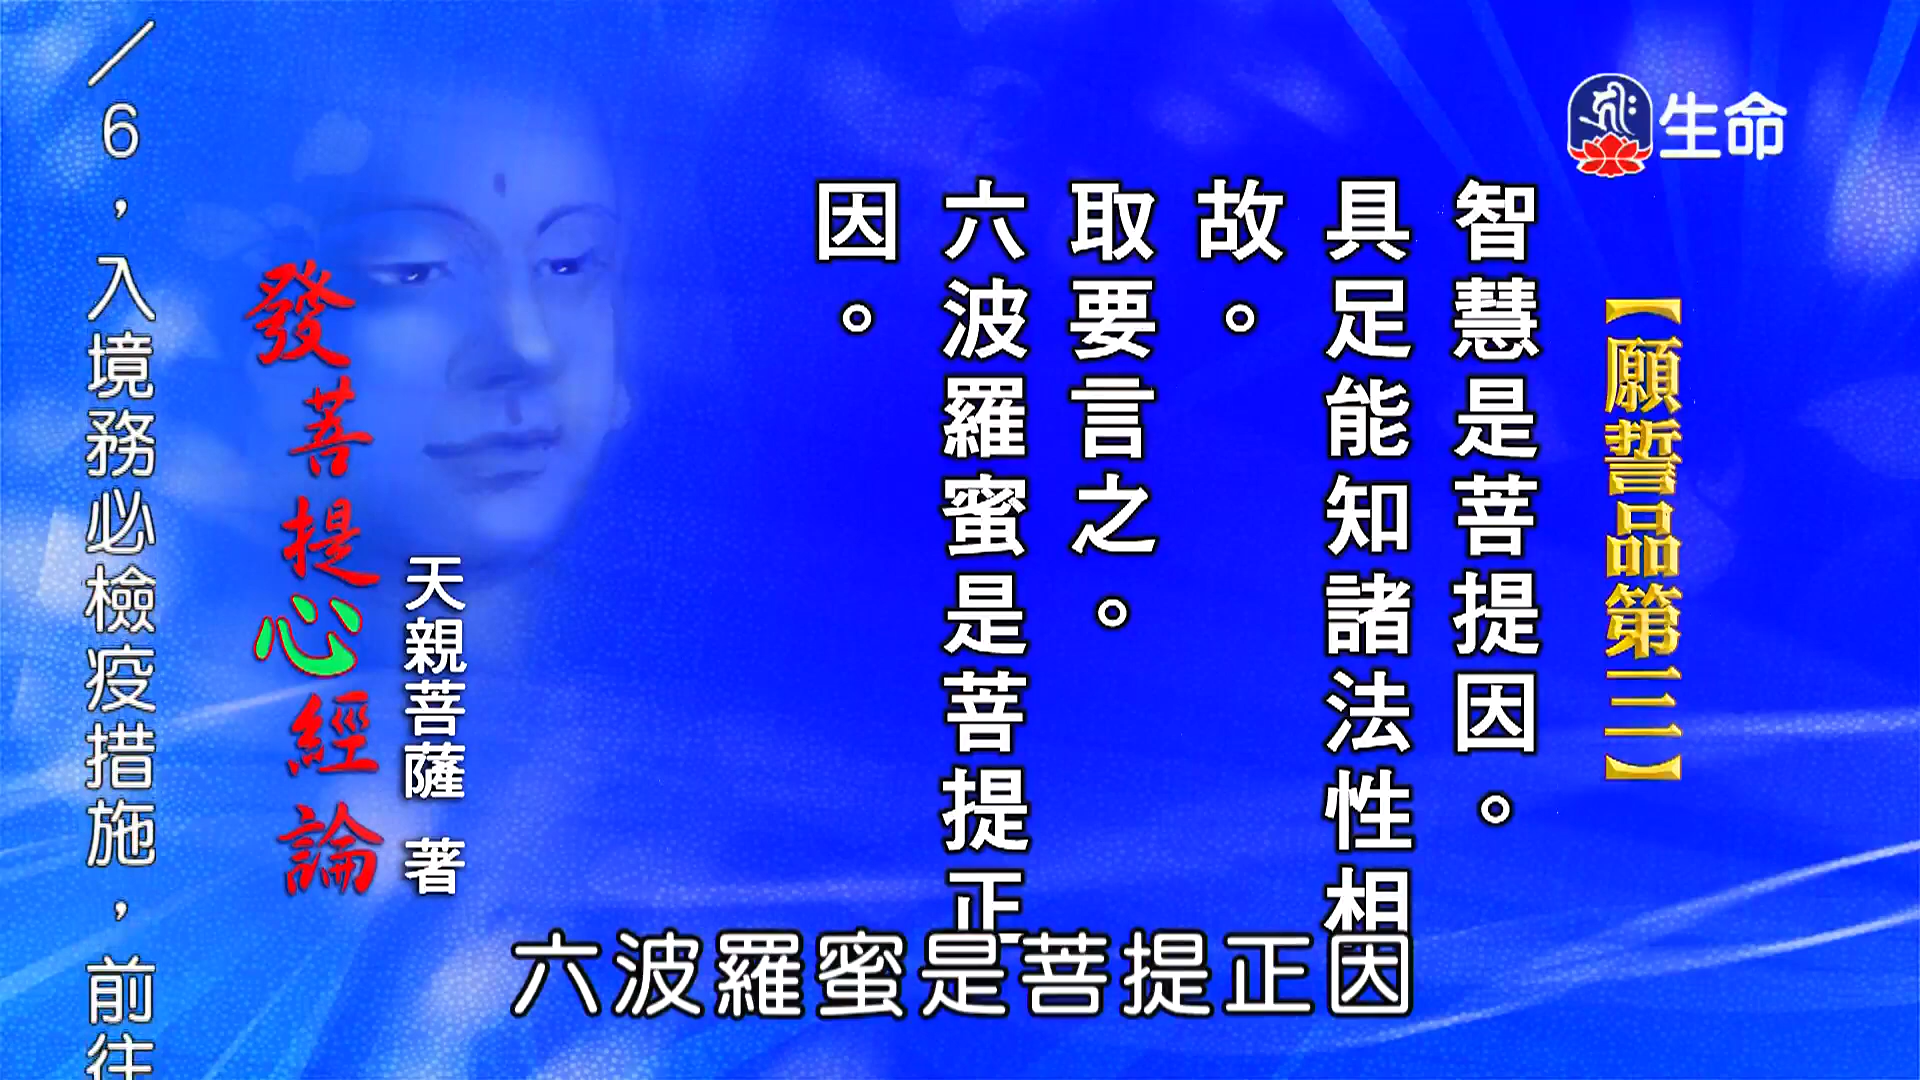 生命
【願誓品第三】
智慧是菩提因。
具足能知諸法性相
故。
取要言之。
六波羅蜜是菩提正
因。
天親菩薩 著
發菩提心經論
/6，入境務必檢疫措施，前往
六波羅蜜是菩提正因